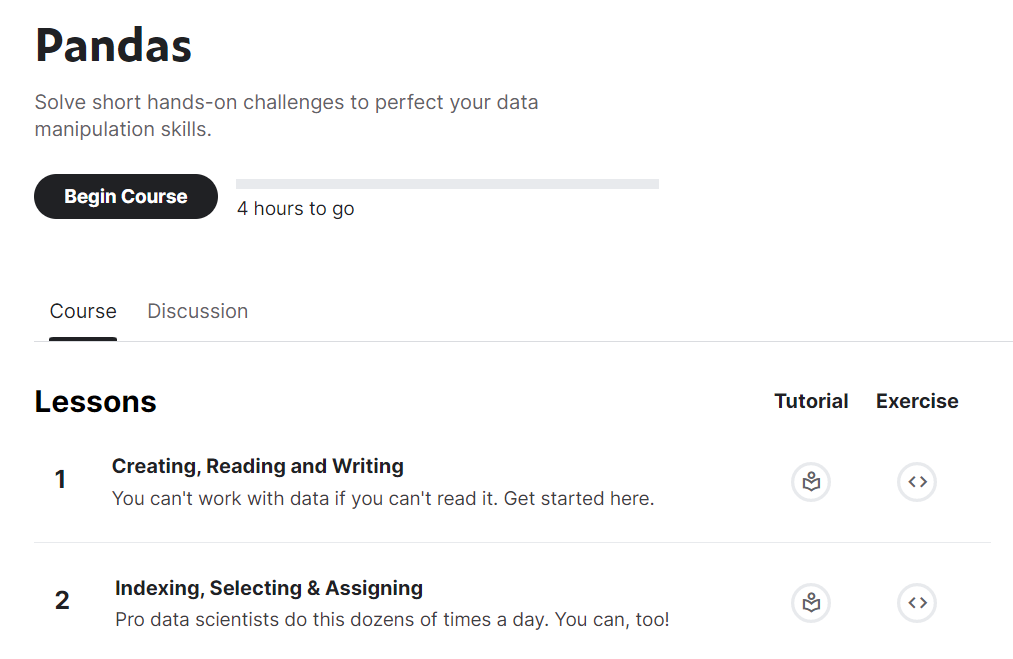 Pandas
Solve short hands-on challenges to perfect your data
manipulation skills.
Begin Course
4 hours to go
Course Discussion
Lessons Tutorial Exercise
1 Creating, Reading and Writing
You can't work with data if you can't read it. Get started here.
2 Indexing, Selecting & Assigning
Pro data scientists do this dozens of times a day. You can, too!